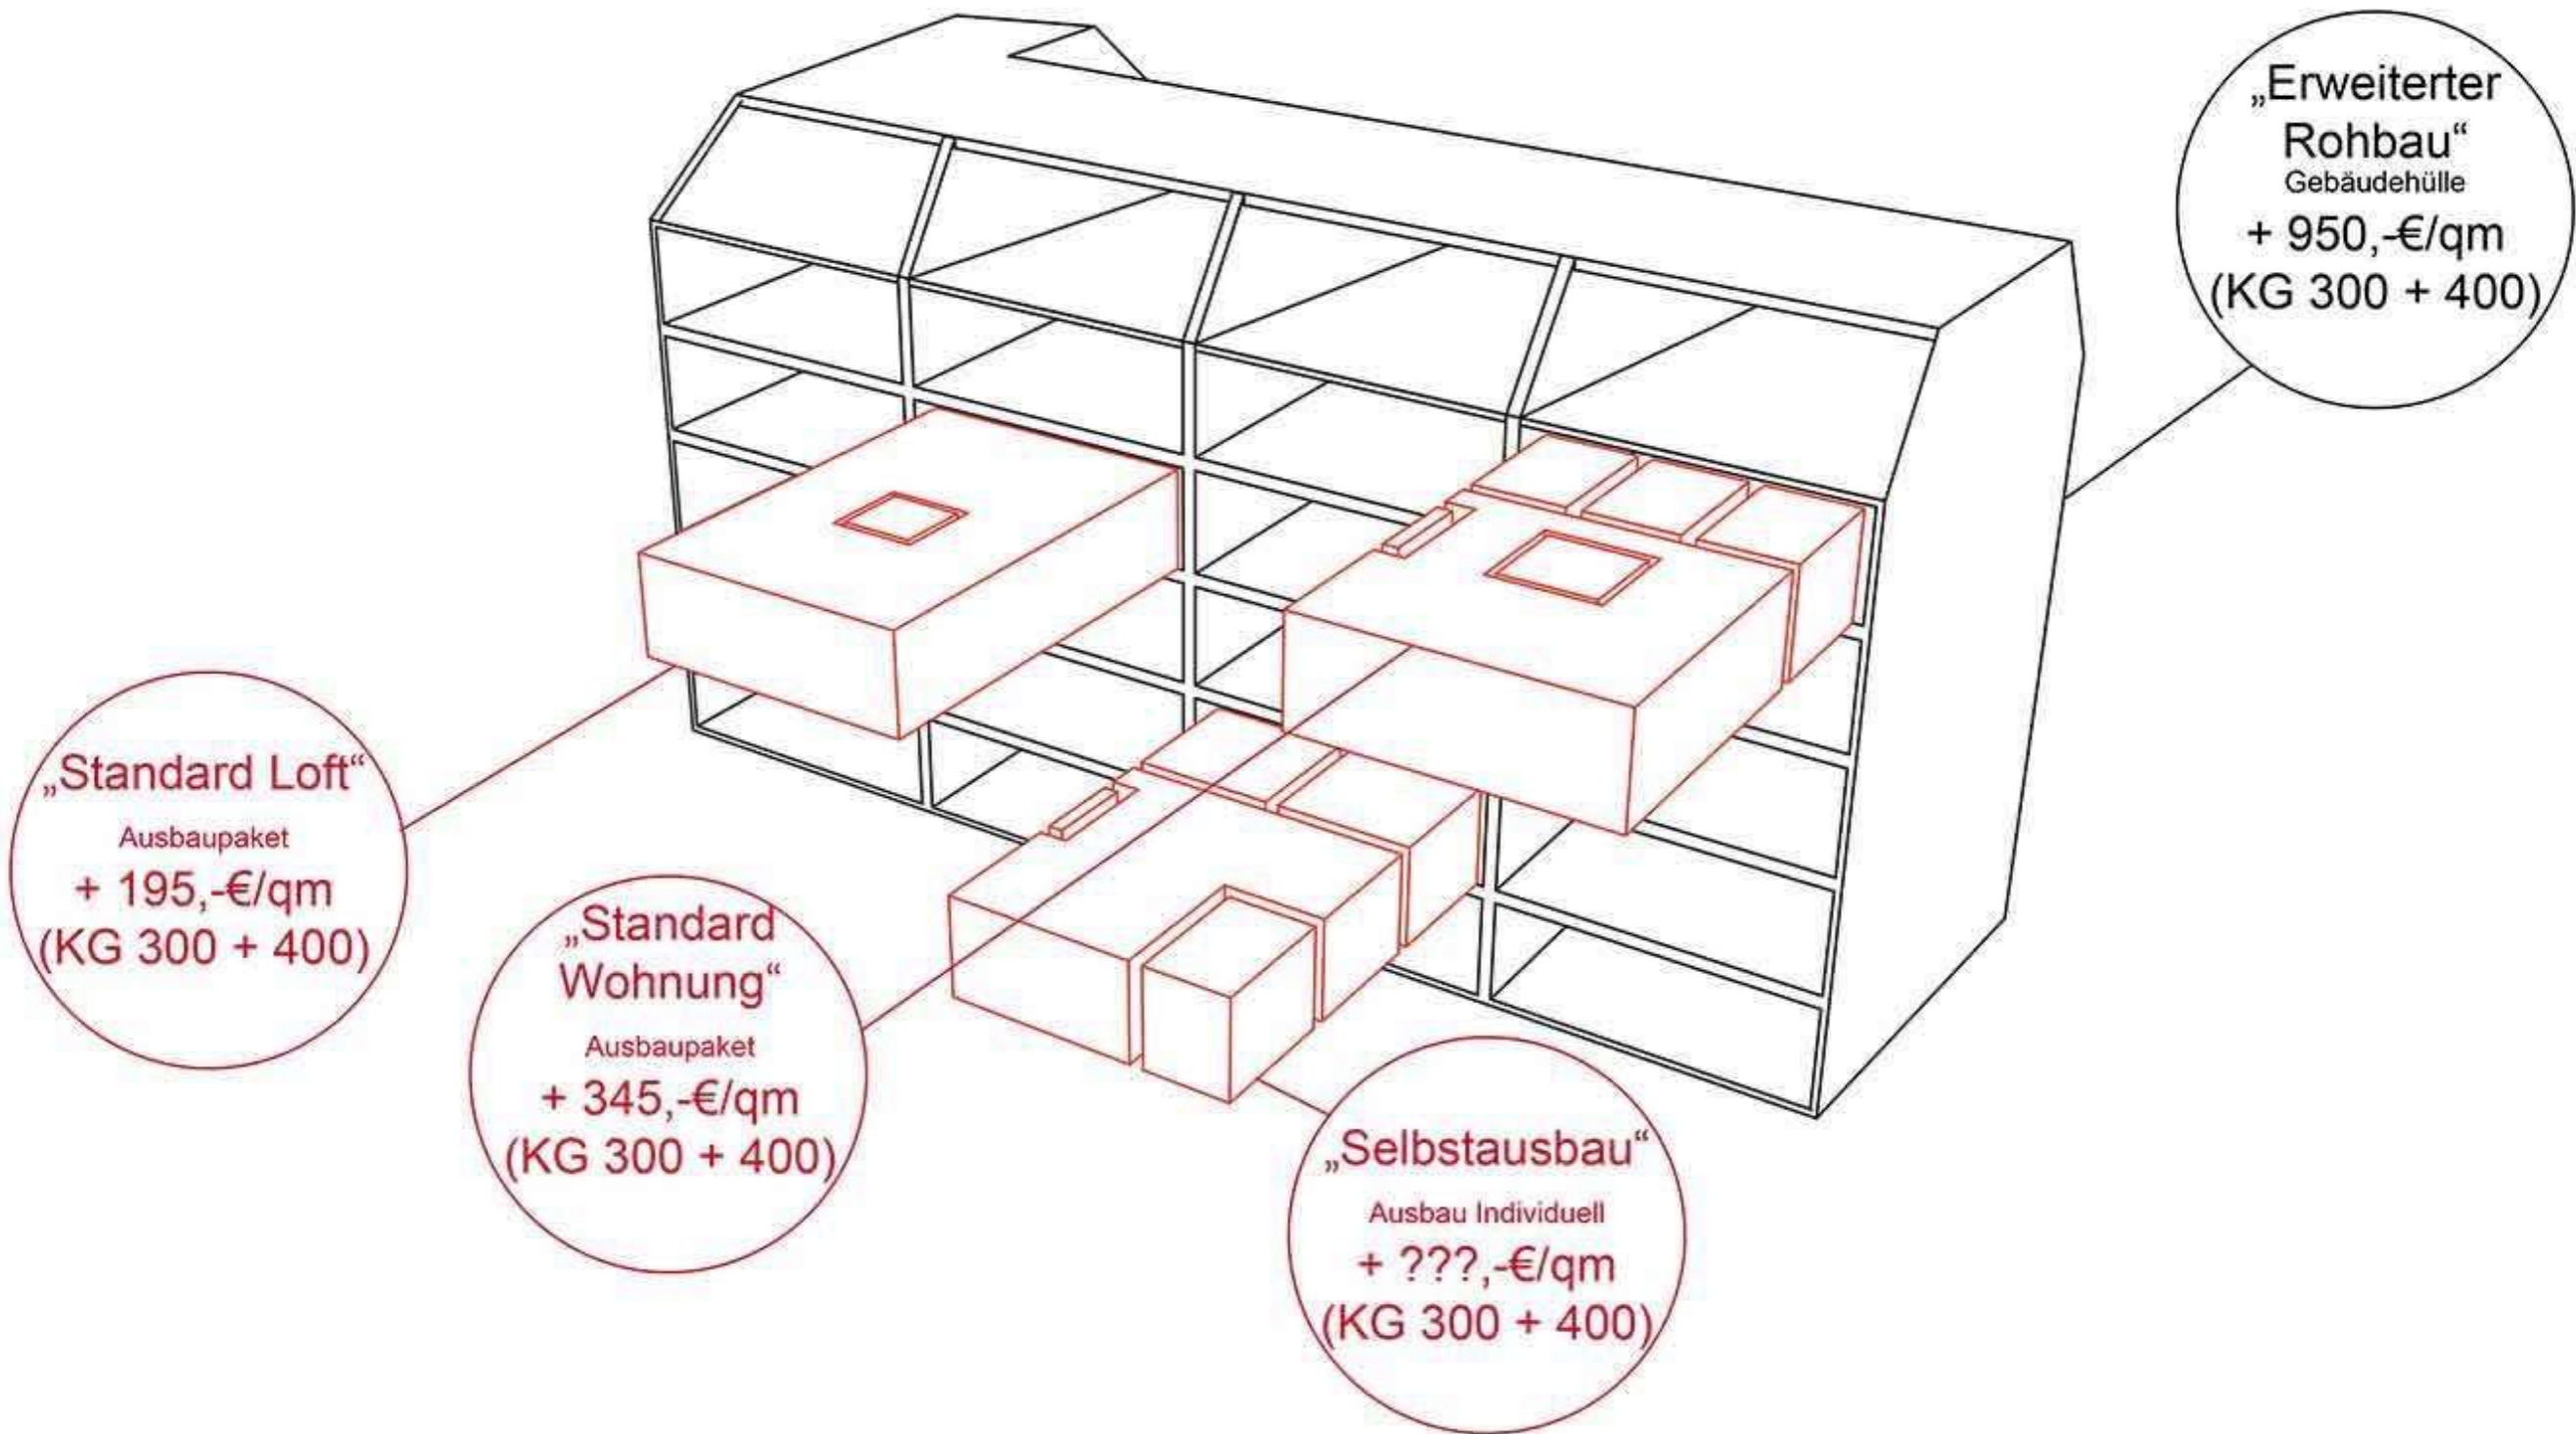 „Erweiterter
Rohbau“
Gebäudehülle
+ 950,-€/qm
(KG 300 + 400)
„Standard Loft“
Ausbaupaket
+ 195,-€/qm
(KG 300 + 400)
„Standard
Wohnung“
Ausbaupaket
+ 345,-€/qm
(KG 300 + 400)
„Selbstausbau“
Ausbau Individuell
+ ???,-€/qm
(KG 300 + 400)